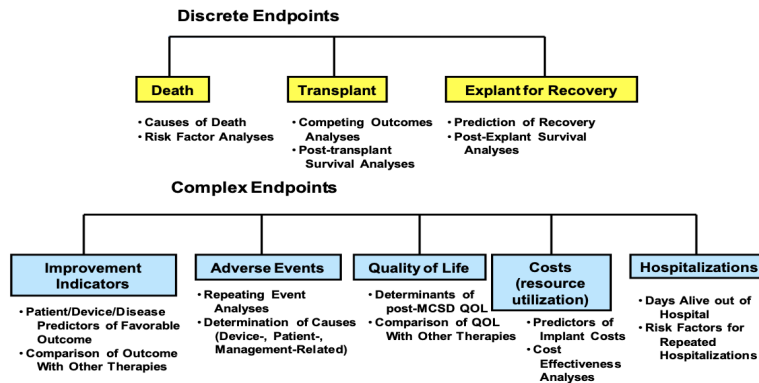 Discrete Endpoints
Death
• Causes of Death
• Risk Factor Analyses
Transplant
• Competing Outcomes
Analyses
• Post-transplant
Survival Analyses
Explant for Recovery
• Prediction of Recovery
• Post-Explant Survival
Analyses
Complex Endpoints
Improvement
Indicators
• Patient/Device/Disease
Predictors of Favorable
Outcome
• Comparison of Outcome
With Other Therapies
Adverse Events
• Repeating Event
Analyses
• Determination of Causes
(Device-, Patient-,
Management-Related)
Quality of Life
• Determinants of
post-MCSD QOL
• Comparison of QOL
With Other Therapies
Costs
(resource
utilization)
• Predictors of
Implant Costs
• Cost
Effectiveness
Analyses
Hospitalizations
• Days Alive out of
Hospital
• Risk Factors for
Repeated
Hospitalizations